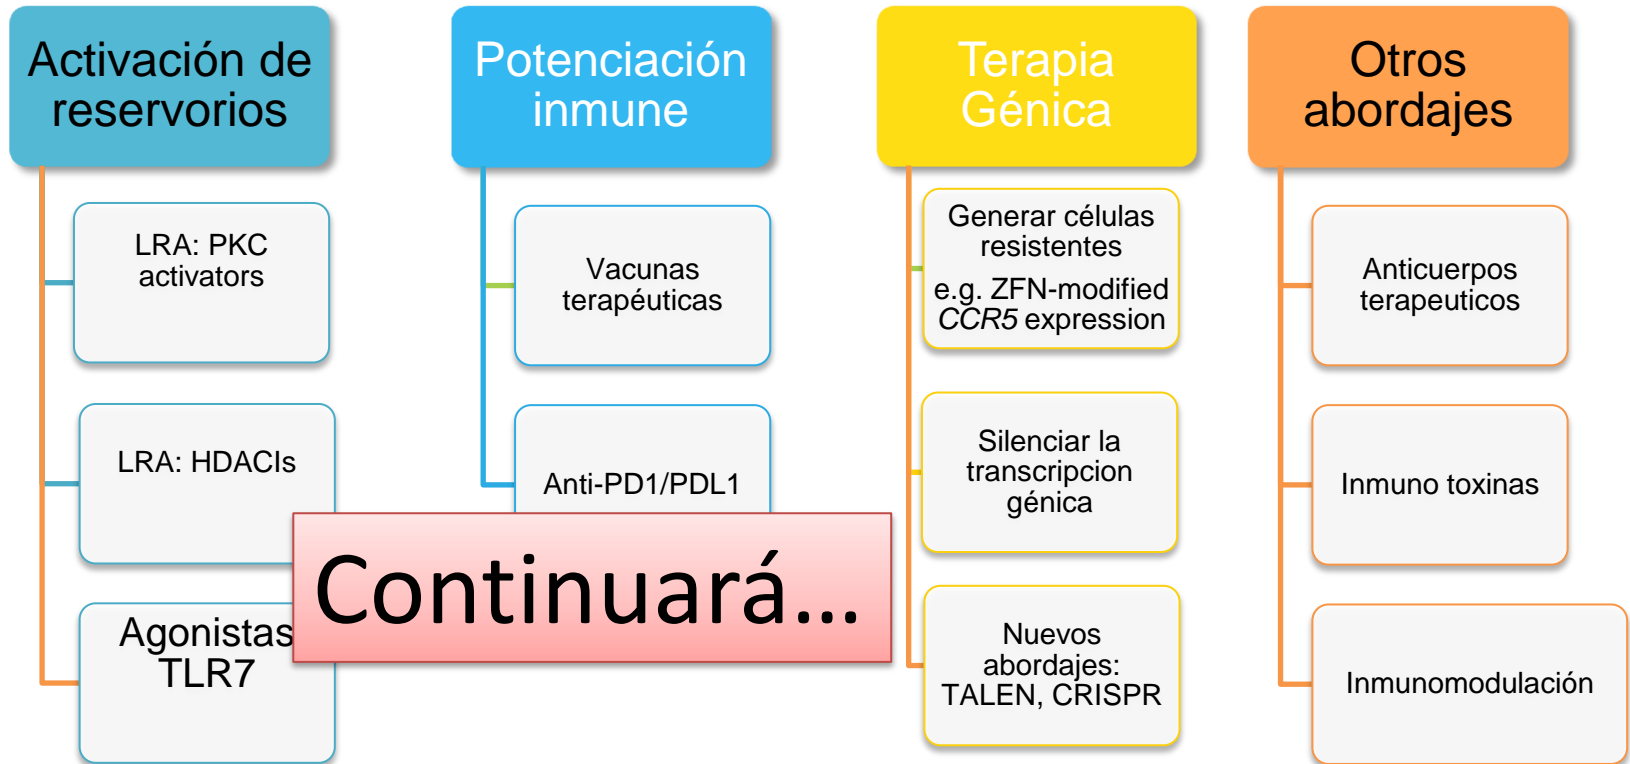 Activación de
reservorios
LRA: PKC
activators
LRA: HDACIs
Agonistas
TLR7
Potenciación
inmune
Vacunas
terapéuticas
Anti-PD1/PDL1
Continuará...
Terapia
Génica
Generar células
resistentes
e.g. ZFN-modified
CCR5 expression
Silenciar la
transcripcion
génica
Nuevos
abordajes:
TALEN, CRISPR
Otros
abordajes
Anticuerpos
terapeuticos
Inmuno toxinas
Inmunomodulación